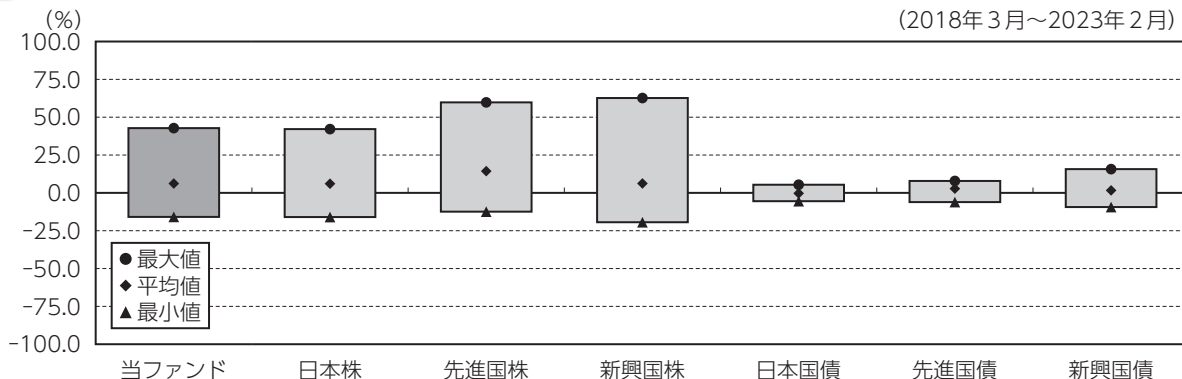 (%) (2018年3月~2023年2月)
100.0
75.0
50.0
25.0
0.0
-25.0
-50.0
-75.0
-100.0
●最大値
◆平均値
▲最小値
当ファンド 日本株 先進国株 新興国株 日本国債 先進国債 新興国債